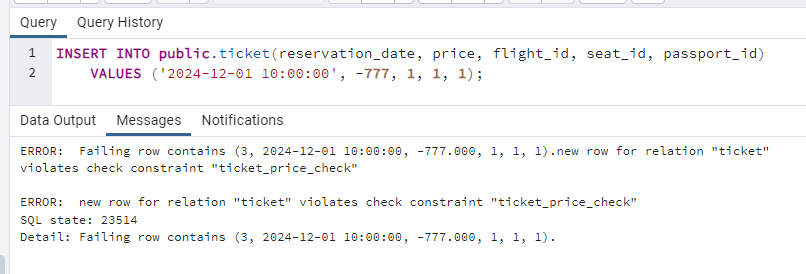 Query Query History
1 INSERT INTO public.ticket(reservation_date, price, flight_id, seat_id, passport_id)
2 VALUES ('2024-12-01 10:00:00', -777, 1, 1, 1);
Data Output Messages Notifications
ERROR:  Failing row contains (3, 2024-12-01 10:00:00, -777.000, 1, 1, 1).new row for relation "ticket"
violates check constraint "ticket_price_check"
ERROR:  new row for relation "ticket" violates check constraint "ticket_price_check"
SQL state: 23514
Detail: Failing row contains (3, 2024-12-01 10:00:00, -777.000, 1, 1, 1).